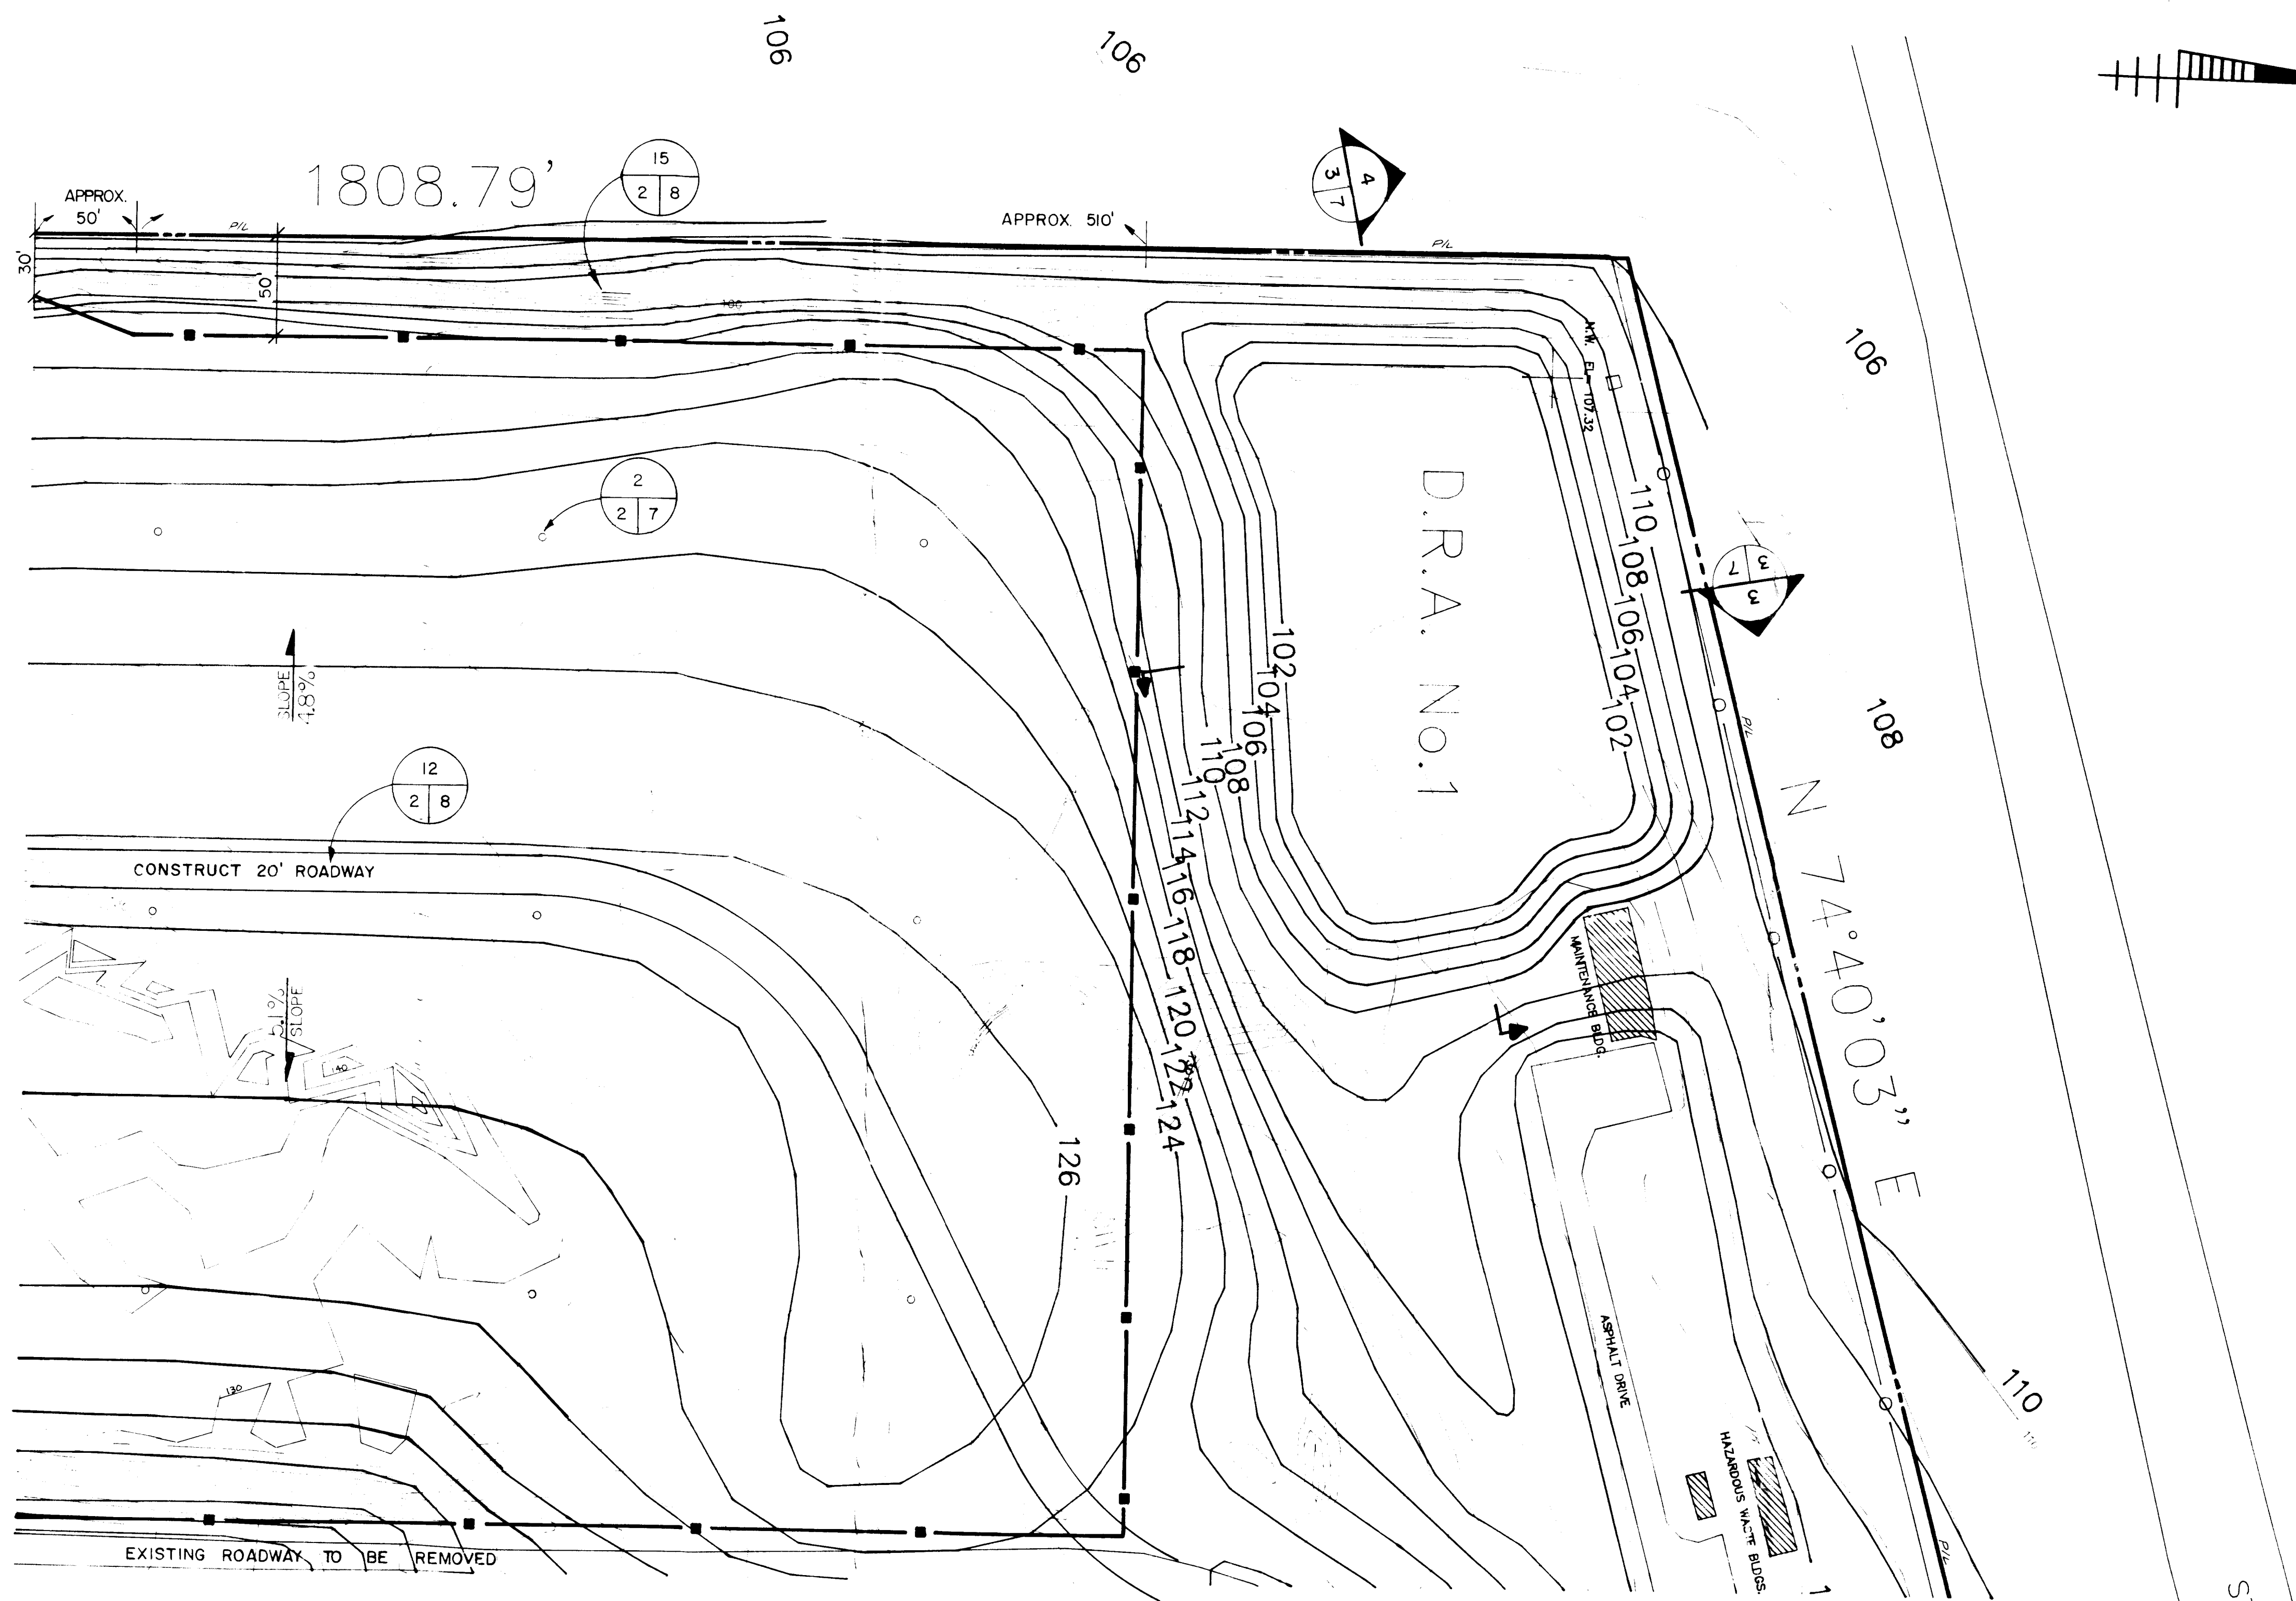 106
106
1808.79'
15
2 8
4
3 7
APPROX.
50'
P/L
APPROX. 510'
P/L
30'
50'
100
106
N.W. EL= 107.32
D.R.A. No.1
110
108
106
104
102
2
2 7
3
3 7
102
104
106
108
110
112
114
116
118
120
122
124
126
SLOPE
4.8%
P/L
108
N 74°40'03" E
12
2 8
CONSTRUCT 20' ROADWAY
MAINTENANCE BLDG.
5.1%
SLOPE
140
ASPHALT DRIVE
130
110
HAZARDOUS WASTE BLDGS.
P/L
EXISTING ROADWAY TO BE REMOVED
1
S